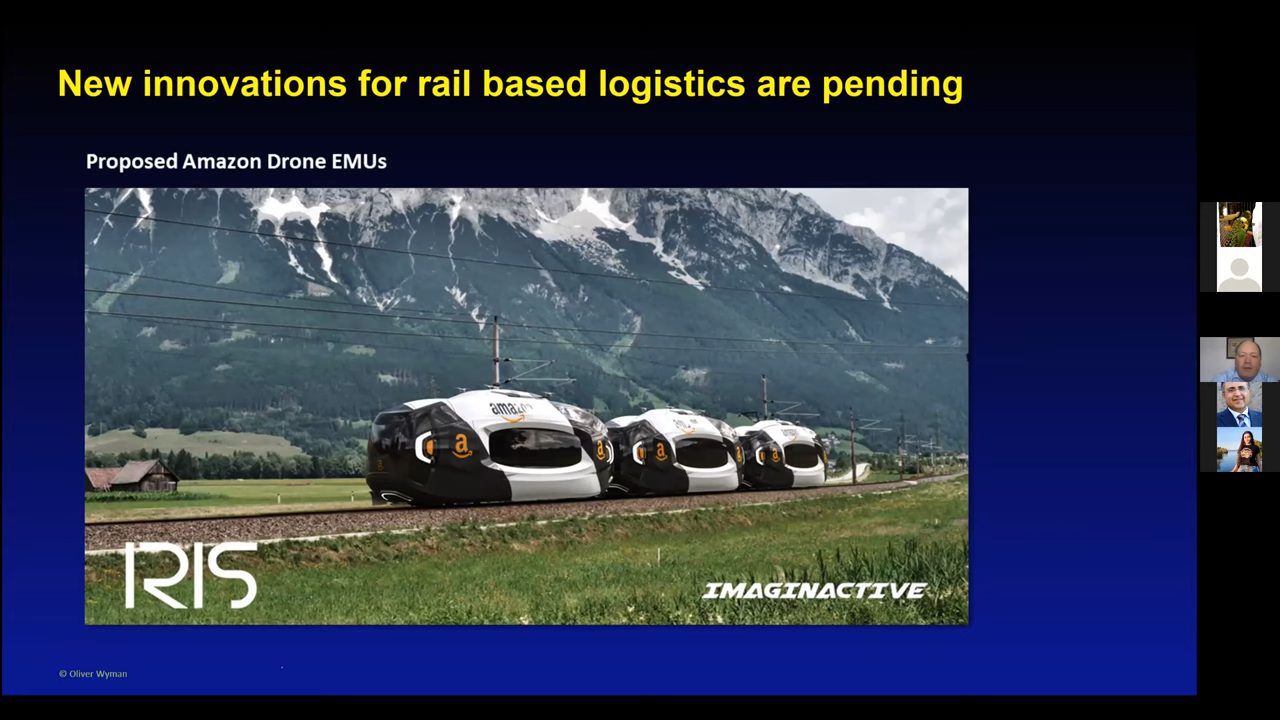 New innovations for rail based logistics are pending
Proposed Amazon Drone EMUs
amazon
a
a
a
a
a
IRIS
IMAGINACTIVE
© Oliver Wyman